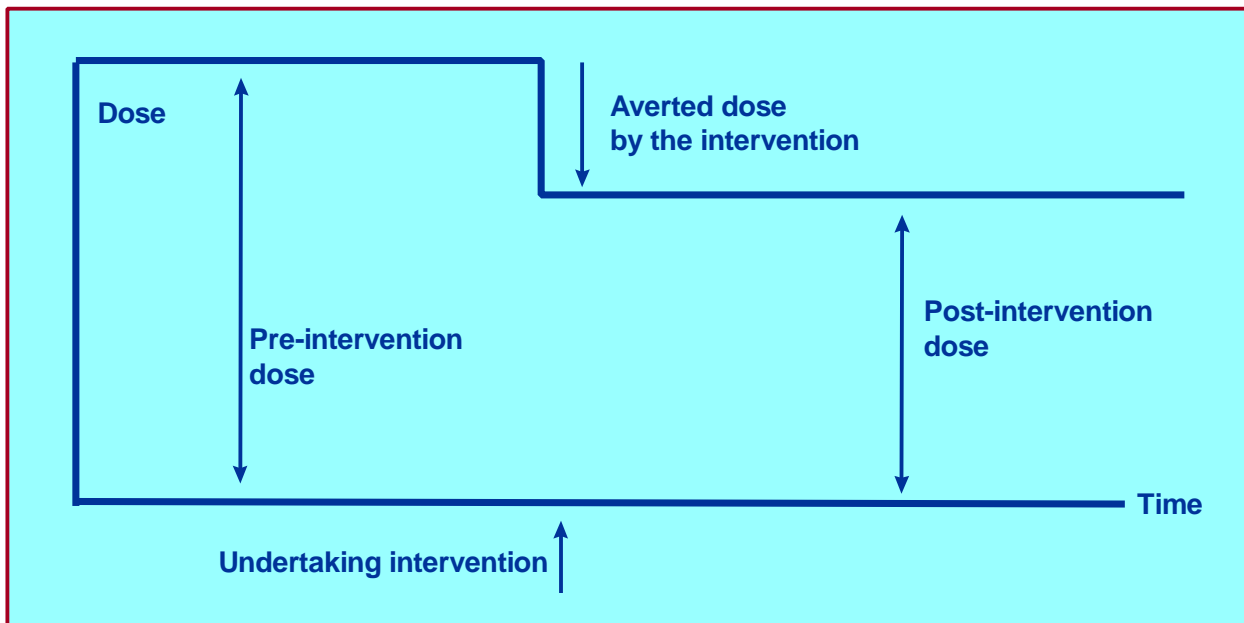 Dose
Averted dose
by the intervention
Pre-intervention
dose
Post-intervention
dose
Time
Undertaking intervention